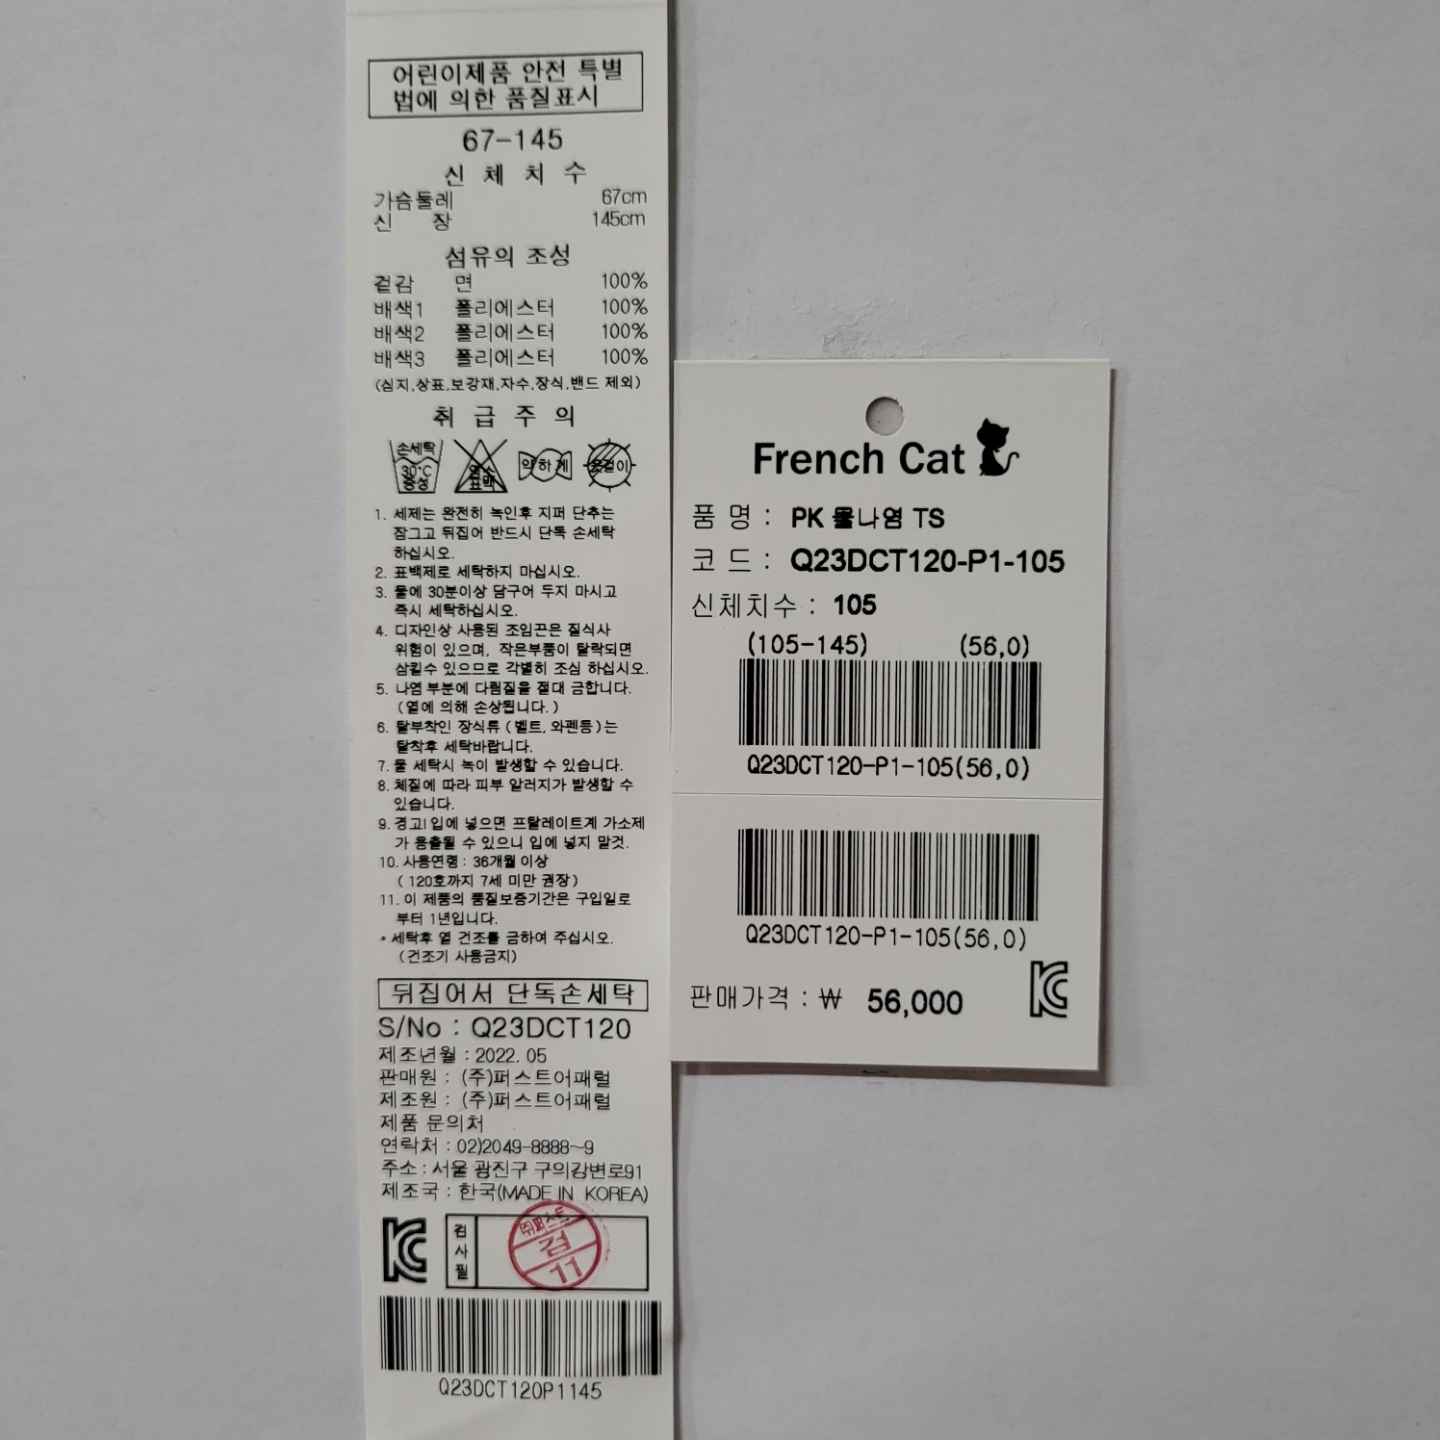 어린이제품 안전 특별
법에 의한 품질표시
67-145
신 체 치 수
가슴둘레 67cm
신 장 145cm
섬유의 조성
겉감 면 100%
배색1 폴리에스터 100%
배색2 폴리에스터 100%
배색3 폴리에스터 100%
(심지,상표,보강재,자수,장식,밴드 제외)
취 급 주 의
손세탁 30°C 중성
염소 표백
약하게
옷걸이
1. 세제는 완전히 녹인후 지퍼 단추는
잠그고 뒤집어 반드시 단독 손세탁
하십시오.
2. 표백제로 세탁하지 마십시오.
3. 물에 30분이상 담구어 두지 마시고
즉시 세탁하십시오.
4. 디자인상 사용된 조임끈은 질식사
위험이 있으며, 작은부품이 탈락되면
삼킬수 있으므로 각별히 조심 하십시오.
5. 나염 부분에 다림질을 절대 금합니다.
(열에 의해 손상됩니다.)
6. 탈부착인 장식류 (벨트, 와펜등)는
탈착후 세탁바랍니다.
7. 물 세탁시 녹이 발생할 수 있습니다.
8. 체질에 따라 피부 알러지가 발생할 수
있습니다.
9. 경고! 입에 넣으면 프탈레이트계 가소제
가 용출될 수 있으니 입에 넣지 말것.
10. 사용연령 : 36개월 이상
( 120호까지 7세 미만 권장 )
11. 이 제품의 품질보증기간은 구입일로
부터 1년입니다.
* 세탁후 열 건조를 금하여 주십시오.
(건조기 사용금지)
뒤집어서 단독손세탁
S/No : Q23DCT120
제조년월 : 2022. 05
판매원 : (주)퍼스트어패럴
제조원 : (주)퍼스트어패럴
제품 문의처
연락처 : 02)2049-8888~9
주소 : 서울 광진구 구의강변로91
제조국 : 한국(MADE IN KOREA)
KC
검사필
㈜퍼스트
검
11
Q23DCT120P1145
French Cat
품 명 : PK 물나염 TS
코 드 : Q23DCT120-P1-105
신체치수 : 105
(105-145) (56,0)
Q23DCT120-P1-105(56,0)
Q23DCT120-P1-105(56,0)
판매가격 : ₩ 56,000
KC